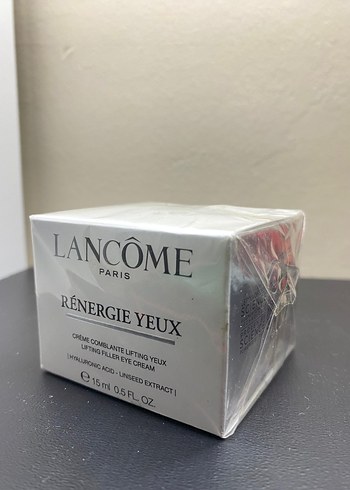 LANCÔME
PARIS
RÉNERGIE YEUX
CRÈME COMBLANTE LIFTING YEUX
LIFTING FILLER EYE CREAM
[ HYALURONIC ACID - LINSEED EXTRACT ]
℮ 15 ml 0.5 FL. OZ.